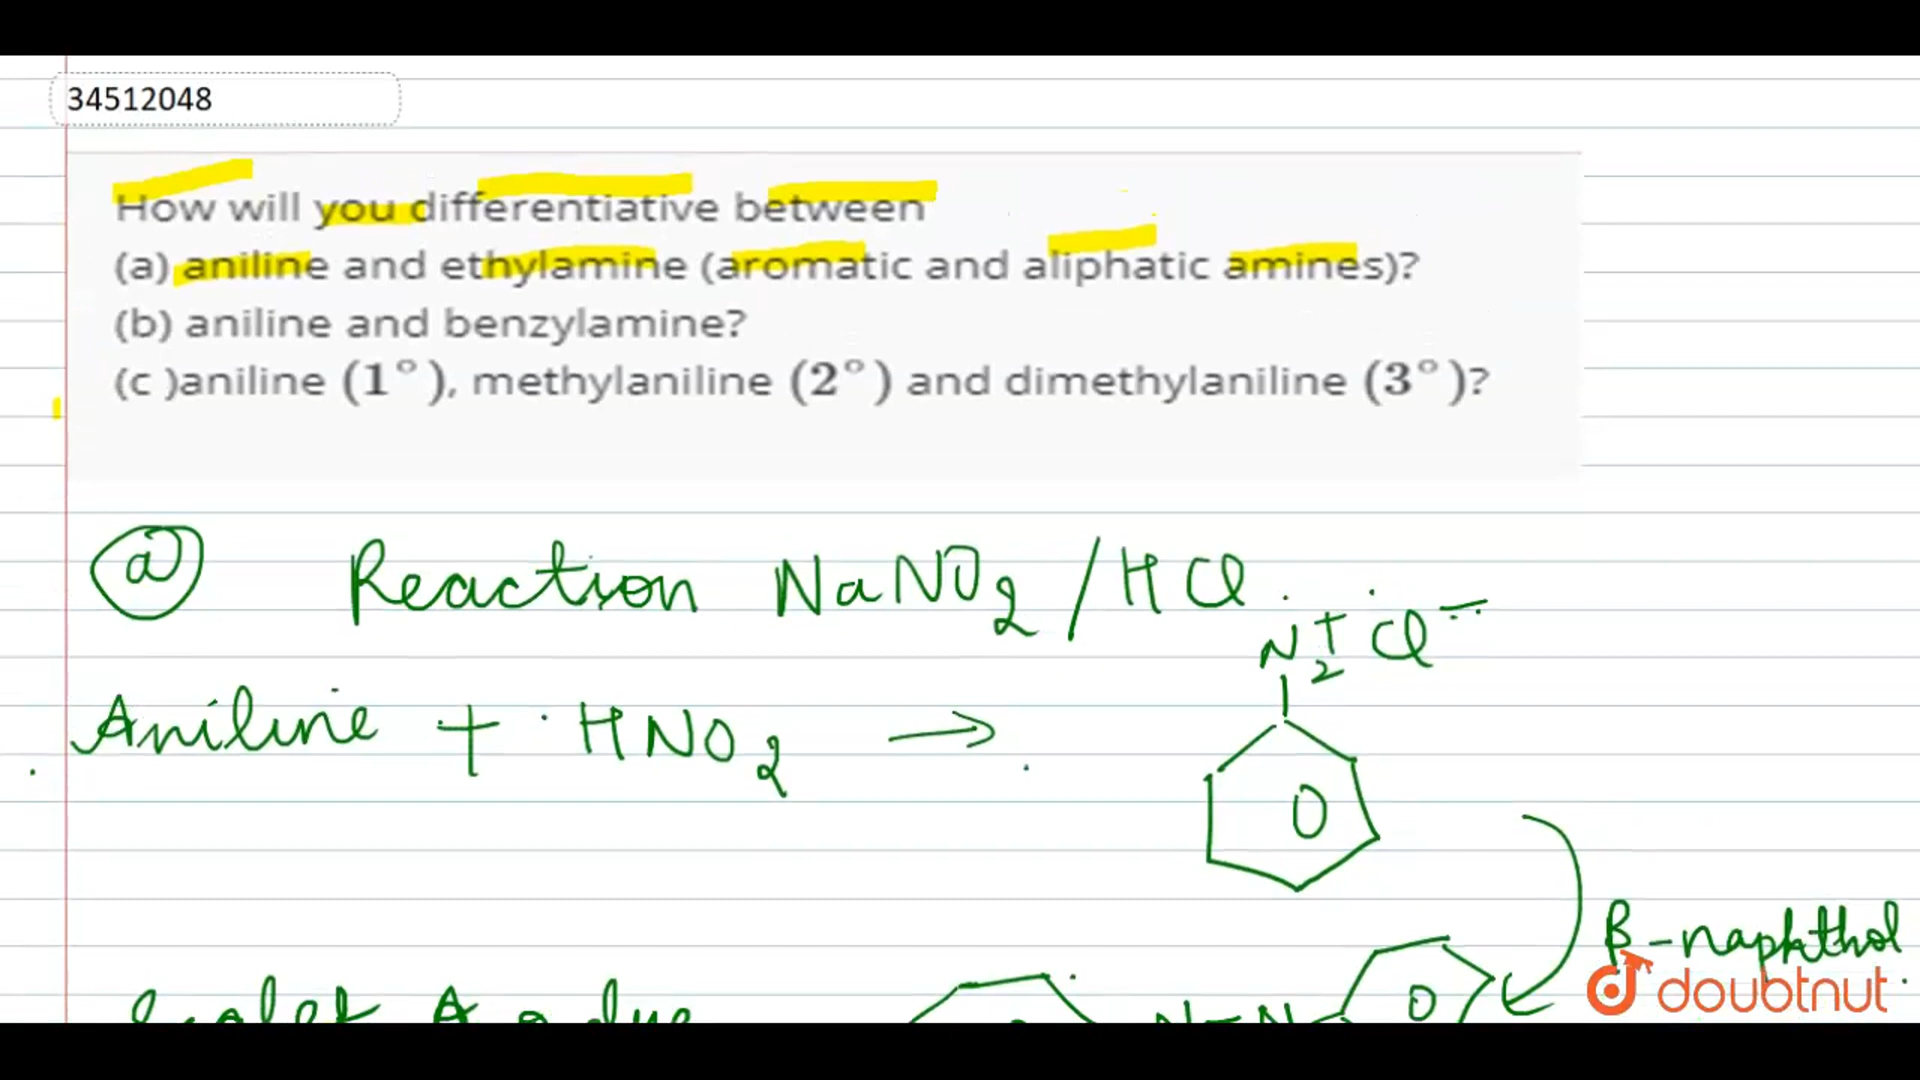 34512048
How will you differentiative between
(a) aniline and ethylamine (aromatic and aliphatic amines)?
(b) aniline and benzylamine?
(c )aniline (1°), methylaniline (2°) and dimethylaniline (3°)?
(a) Reaction NaNO2/HCl
N2+ Cl-
Aniline + HNO2 →
β-naphthol
doubtnut
dye
N=N